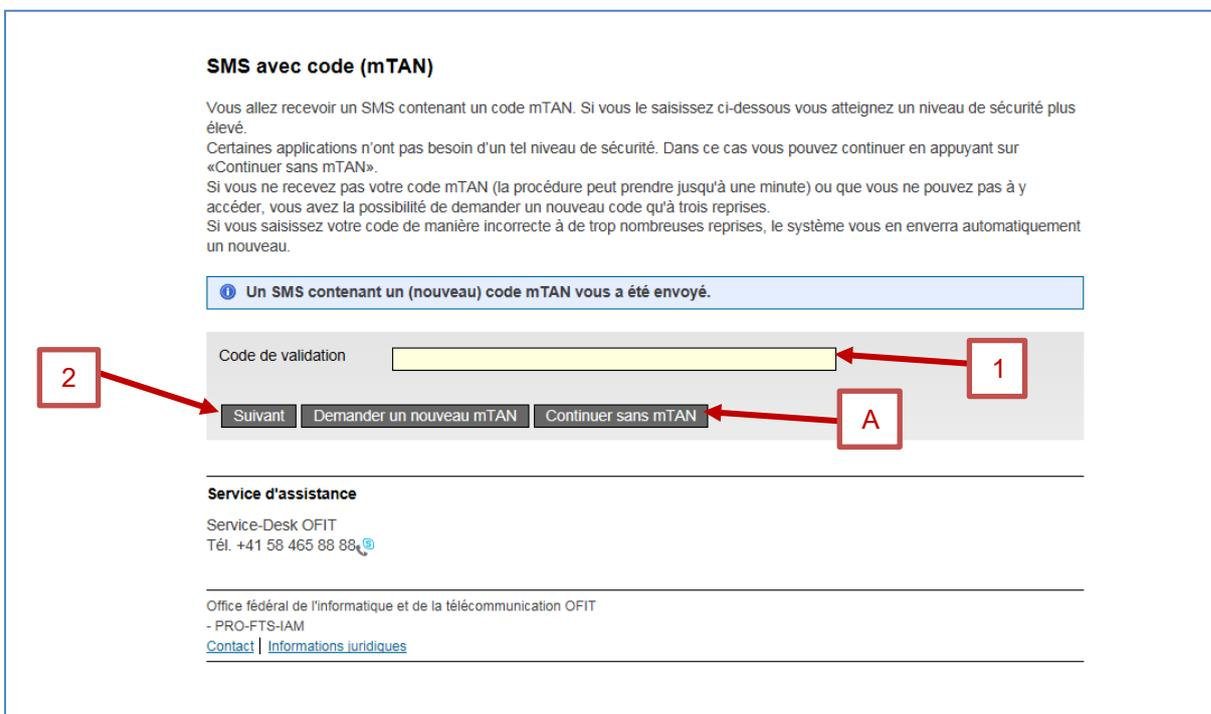 SMS avec code (mTAN)
Vous allez recevoir un SMS contenant un code mTAN. Si vous le saisissez ci-dessous vous atteignez un niveau de sécurité plus
élevé.
Certaines applications n'ont pas besoin d'un tel niveau de sécurité. Dans ce cas vous pouvez continuer en appuyant sur
«Continuer sans mTAN».
Si vous ne recevez pas votre code mTAN (la procédure peut prendre jusqu'à une minute) ou que vous ne pouvez pas à y
accéder, vous avez la possibilité de demander un nouveau code qu'à trois reprises.
Si vous saisissez votre code de manière incorrecte à de trop nombreuses reprises, le système vous en enverra automatiquement
un nouveau.
Un SMS contenant un (nouveau) code mTAN vous a été envoyé.
Code de validation
1
2
Suivant Demander un nouveau mTAN Continuer sans mTAN
A
Service d'assistance
Service-Desk OFIT
Tél. +41 58 465 88 88
Office fédéral de l'informatique et de la télécommunication OFIT
- PRO-FTS-IAM
Contact | Informations juridiques